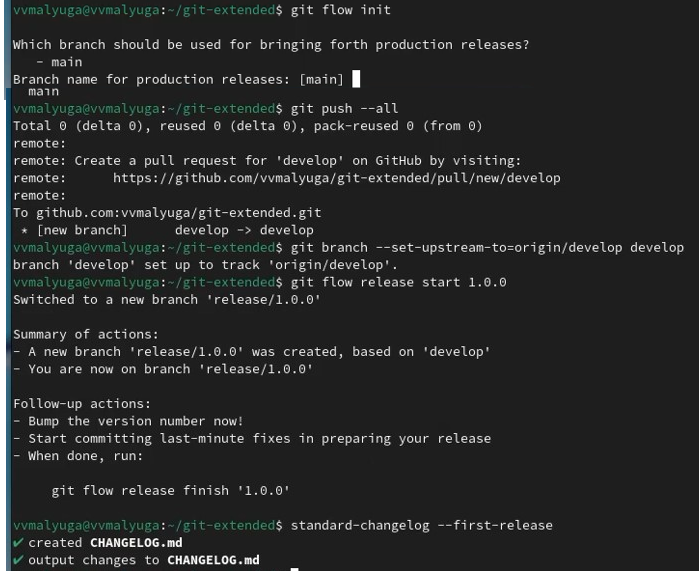 vvmalyuga@vvmalyuga:~/git-extended$ git flow init
Which branch should be used for bringing forth production releases?
- main
Branch name for production releases: [main]
main
vvmalyuga@vvmalyuga:~/git-extended$ git push --all
Total 0 (delta 0), reused 0 (delta 0), pack-reused 0 (from 0)
remote:
remote: Create a pull request for 'develop' on GitHub by visiting:
remote:      https://github.com/vvmalyuga/git-extended/pull/new/develop
remote:
To github.com:vvmalyuga/git-extended.git
* [new branch]      develop -> develop
vvmalyuga@vvmalyuga:~/git-extended$ git branch --set-upstream-to=origin/develop develop
branch 'develop' set up to track 'origin/develop'.
vvmalyuga@vvmalyuga:~/git-extended$ git flow release start 1.0.0
Switched to a new branch 'release/1.0.0'
Summary of actions:
- A new branch 'release/1.0.0' was created, based on 'develop'
- You are now on branch 'release/1.0.0'
Follow-up actions:
- Bump the version number now!
- Start committing last-minute fixes in preparing your release
- When done, run:
git flow release finish '1.0.0'
vvmalyuga@vvmalyuga:~/git-extended$ standard-changelog --first-release
✔ created CHANGELOG.md
✔ output changes to CHANGELOG.md